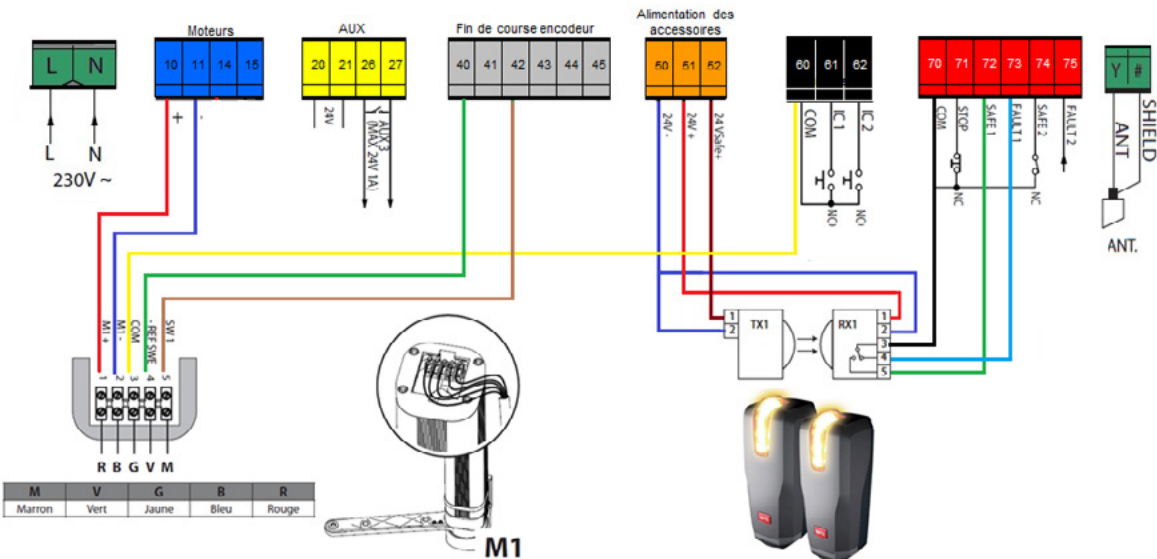 L N
L N
230V ~
Moteurs
10 11 14 15
+ -
AUX
20 21 26 27
24V
AUX 3
(MAX. 24V 1A)
Fin de course encodeur
40 41 42 43 44 45
Alimentation des
accessoires
50 51 52
24V -
24V +
24 VSafe+
60 61 62
COM
IC 1
IC 2
NO
NO
70 71 72 73 74 75
COM
STOP
SAFE 1
FAULT 1
SAFE 2
FAULT 2
NC
NC
Y #
ANT
SHIELD
ANT.
M1 +
M1 -
COM
- REF SWE
SW 1
1 2 3 4 5
R B G V M
M V G B R
Marron Vert Jaune Bleu Rouge
M1
1
2
TX1
RX1
1
2
3
4
5